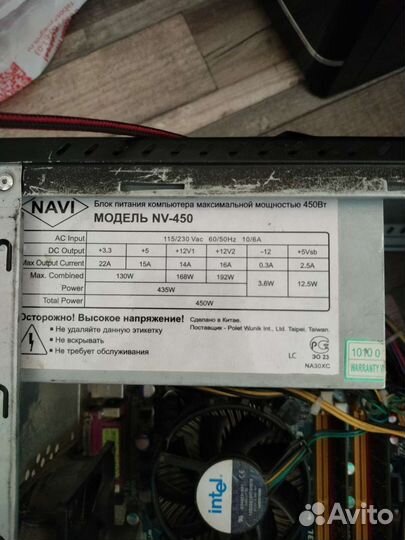 NAVI
Блок питания компьютера максимальной мощностью 450Вт
МОДЕЛЬ NV-450
AC Input 115/230 Vac 60/50Hz 10/6A
DC Output +3.3 +5 +12V1 +12V2 -12 +5Vsb
Max Output Current 22A 15A 14A 16A 0.3A 2.5A
Max. Combined Power 130W 168W 192W 3.6W 12.5W
435W
Total Power 450W
Осторожно! Высокое напряжение!
• Не удаляйте данную этикетку
• Не вскрывать
• Не требует обслуживания
Сделано в Китае.
Поставщик - Polet Wunik Int., Ltd. Taipei, Taiwan.
LC
ЭО 23
NA30XC
WARRANTY
intel
Avito